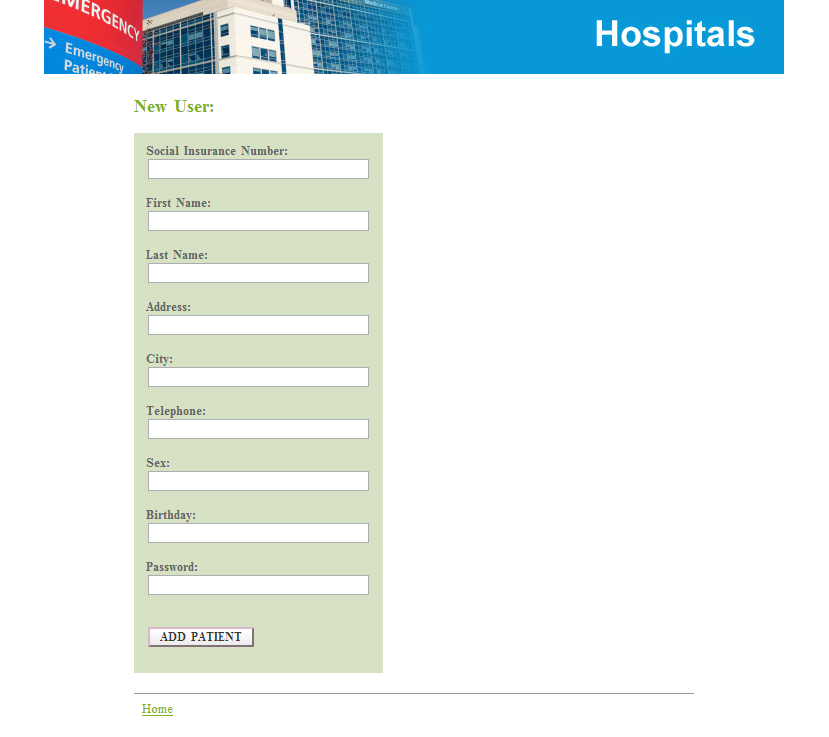 EMERGENCY
Hospitals
→ Emergency
New User:
Social Insurance Number:
First Name:
Last Name:
Address:
City:
Telephone:
Sex:
Birthday:
Password:
ADD PATIENT
Home